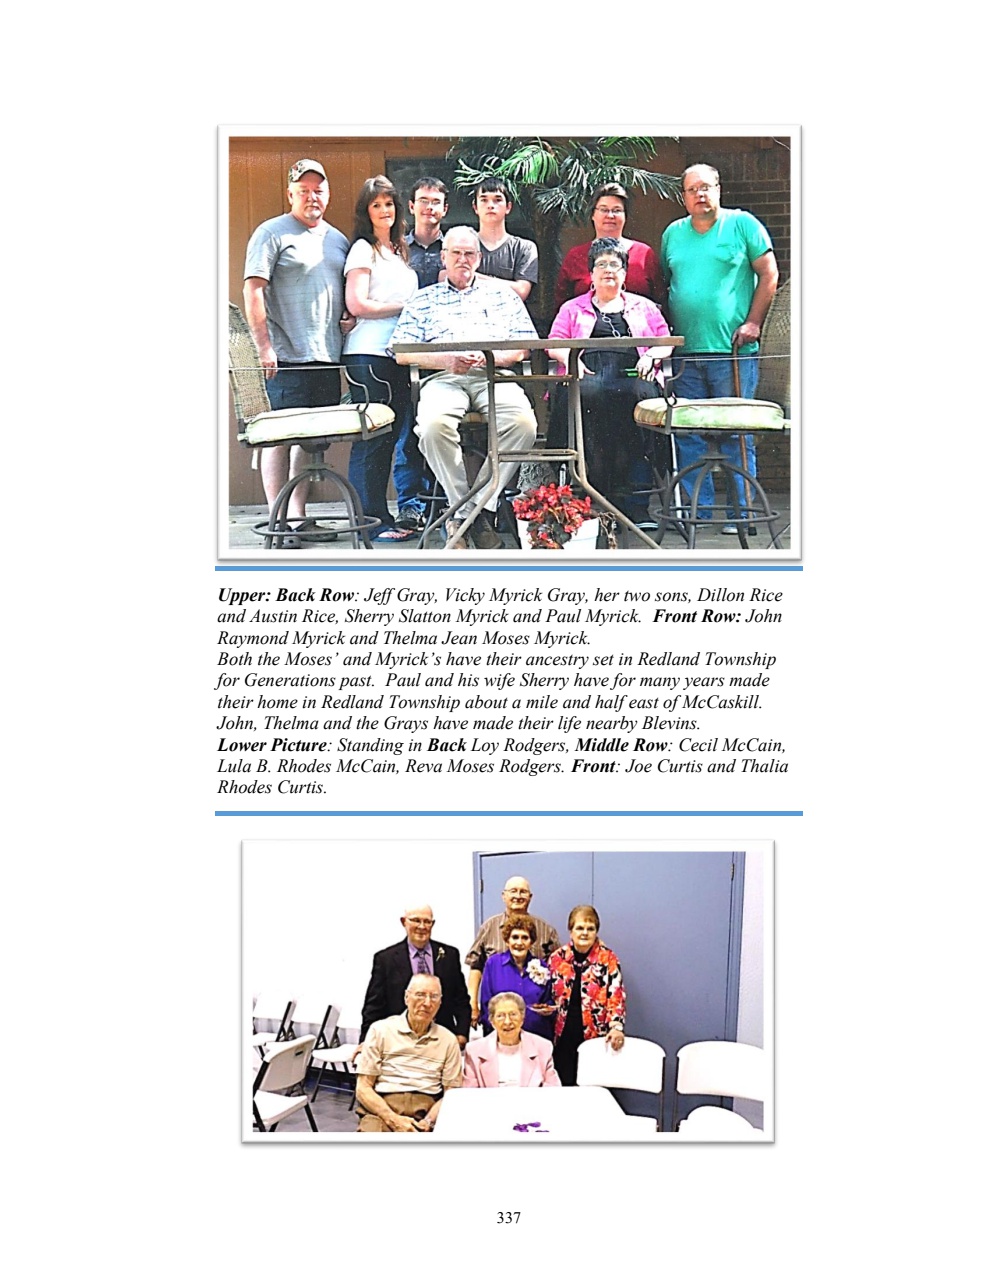 Upper: Back Row: Jeff Gray, Vicky Myrick Gray, her two sons, Dillon Rice
and Austin Rice, Sherry Slatton Myrick and Paul Myrick.  Front Row: John
Raymond Myrick and Thelma Jean Moses Myrick.
Both the Moses’ and Myrick’s have their ancestry set in Redland Township
for Generations past.  Paul and his wife Sherry have for many years made
their home in Redland Township about a mile and half east of McCaskill.
John, Thelma and the Grays have made their life nearby Blevins.
Lower Picture: Standing in Back Loy Rodgers, Middle Row: Cecil McCain,
Lula B. Rhodes McCain, Reva Moses Rodgers. Front: Joe Curtis and Thalia
Rhodes Curtis.
337